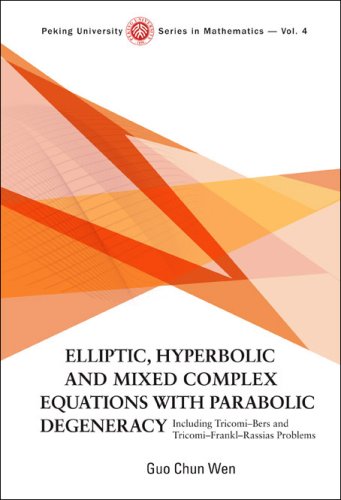 Peking University Series in Mathematics — Vol. 4
ELLIPTIC, HYPERBOLIC
AND MIXED COMPLEX
EQUATIONS WITH PARABOLIC
DEGENERACY Including Tricomi–Bers and
Tricomi–Frankl–Rassias Problems
Guo Chun Wen